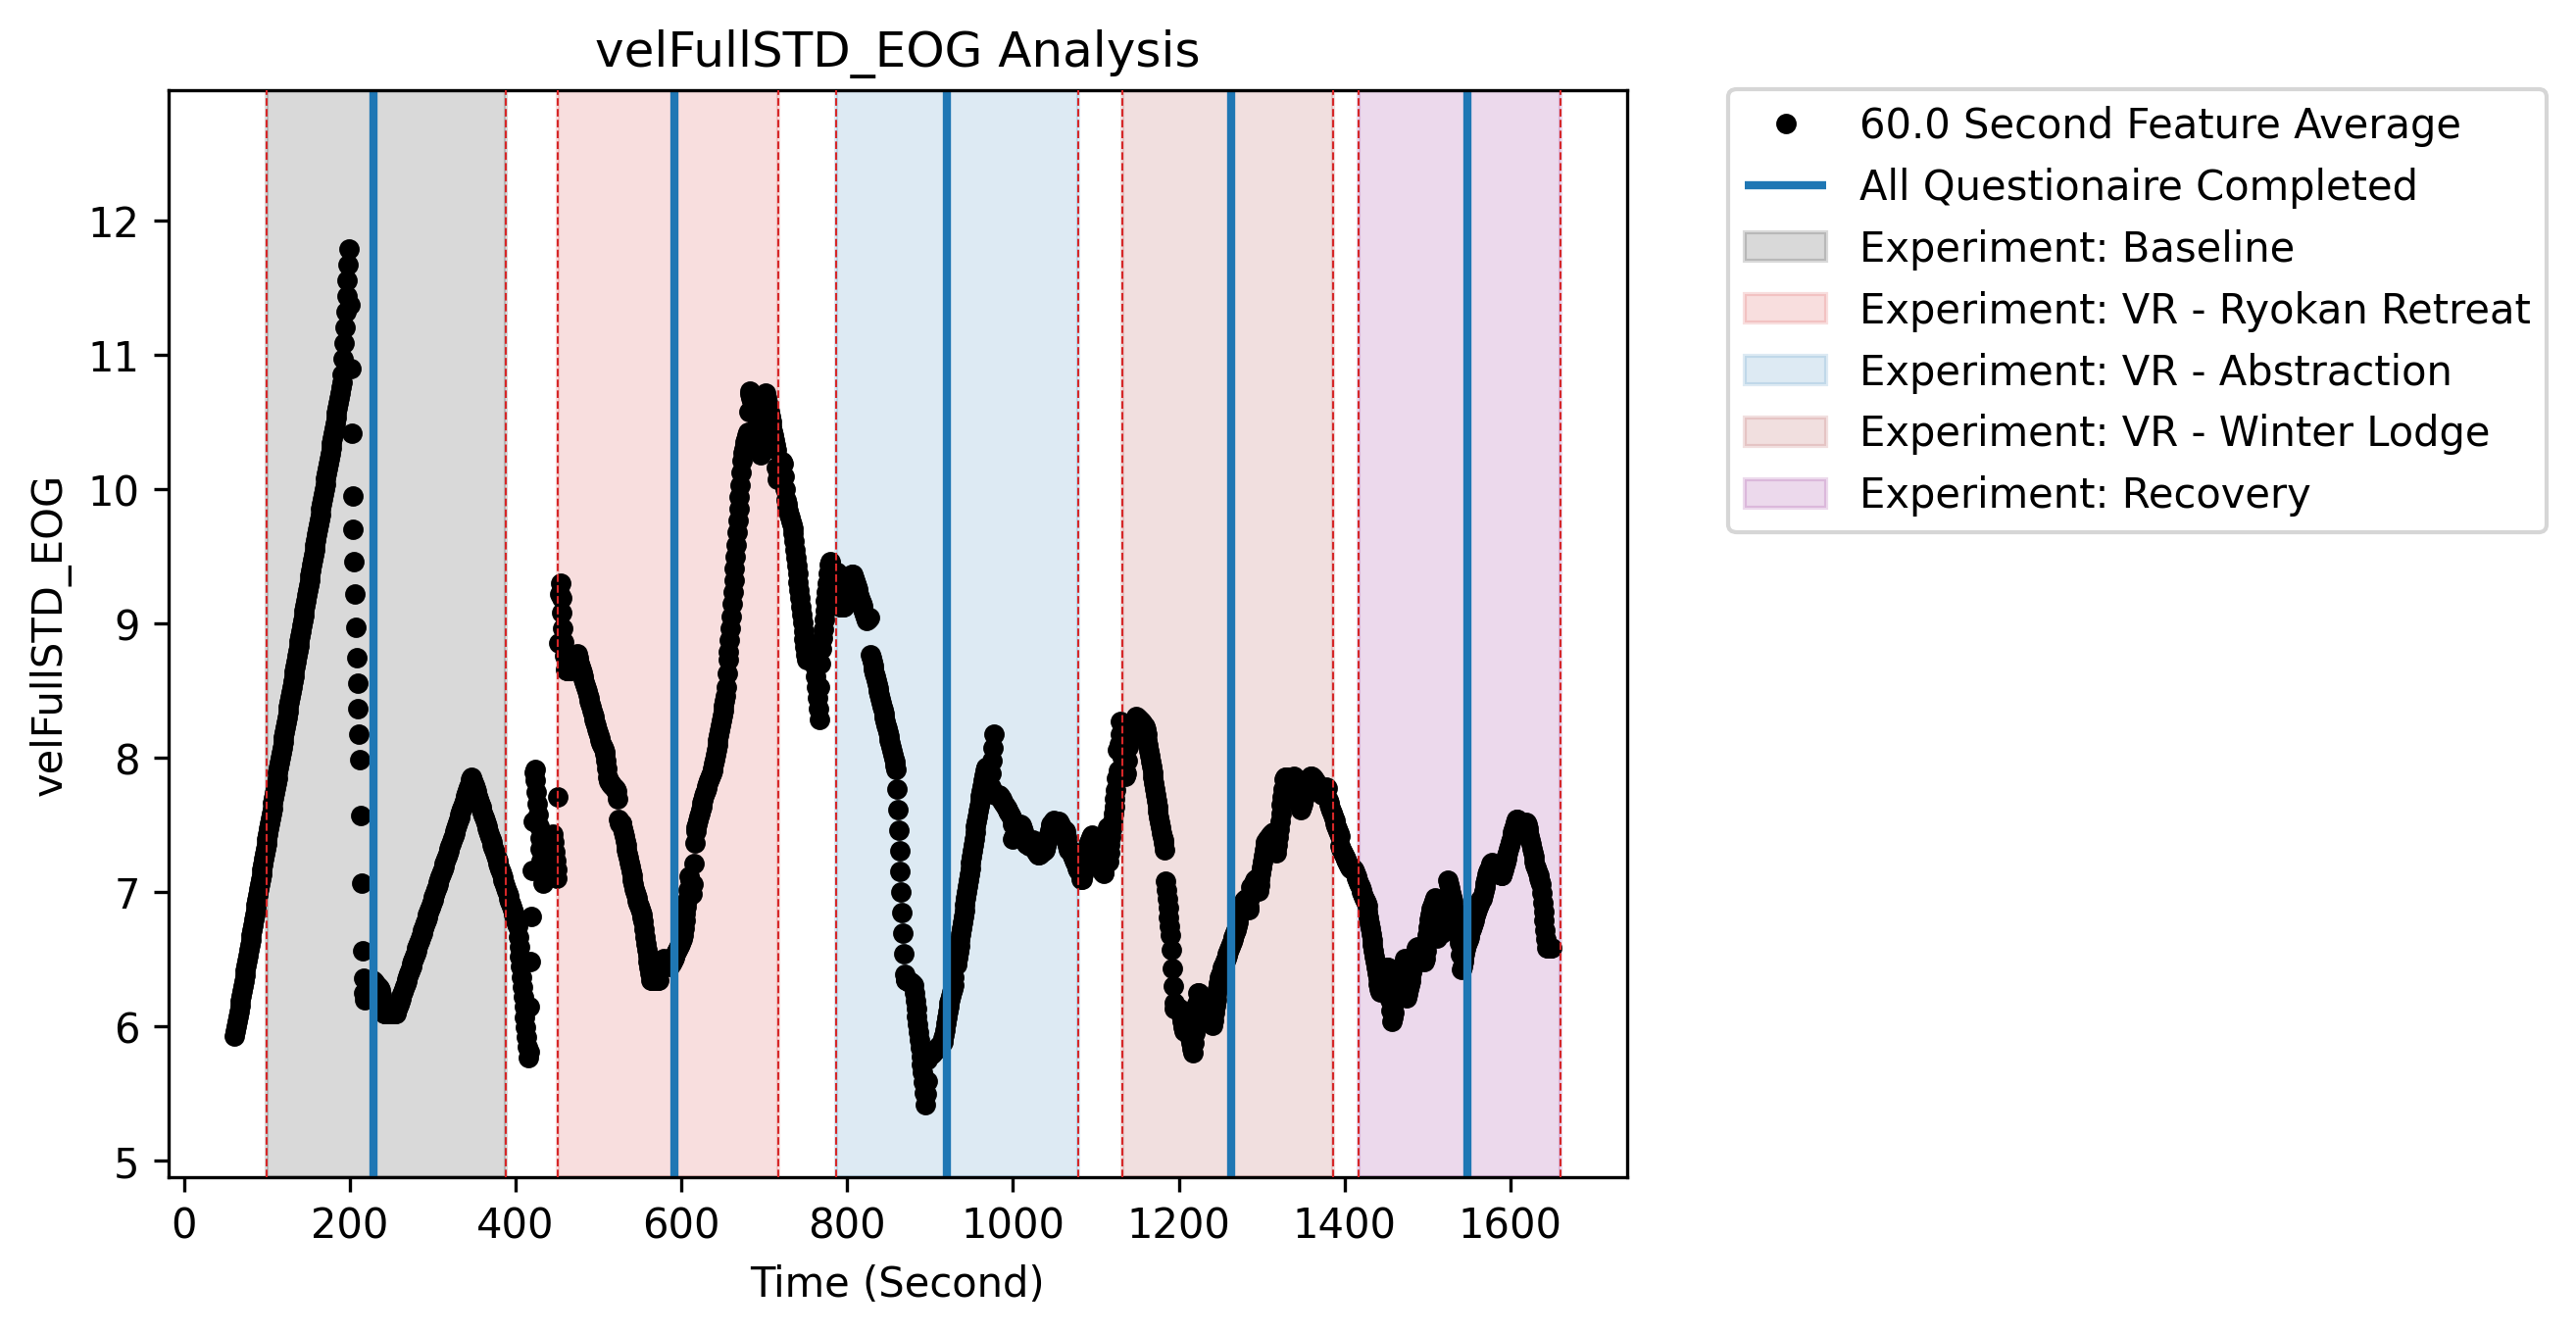 velFullSTD_EOG Analysis
12
11
10
9
8
7
6
5
velFullSTD_EOG
0 200 400 600 800 1000 1200 1400 1600
Time (Second)
60.0 Second Feature Average
All Questionaire Completed
Experiment: Baseline
Experiment: VR - Ryokan Retreat
Experiment: VR - Abstraction
Experiment: VR - Winter Lodge
Experiment: Recovery